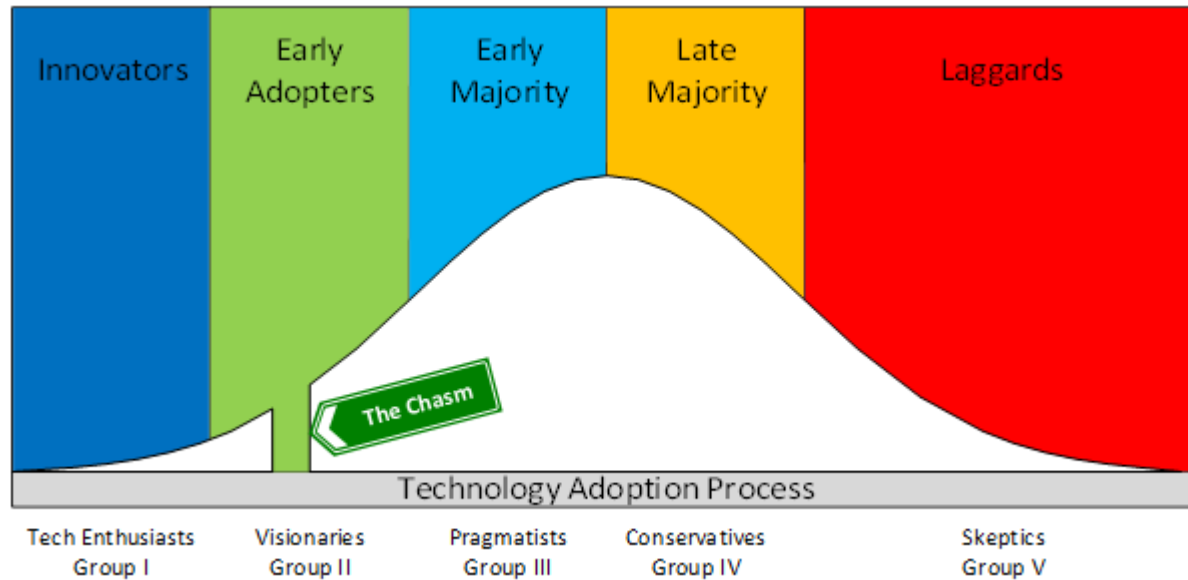 Innovators
Early
Adopters
Early
Majority
Late
Majority
Laggards
The Chasm
Technology Adoption Process
Tech Enthusiasts
Group I
Visionaries
Group II
Pragmatists
Group III
Conservatives
Group IV
Skeptics
Group V